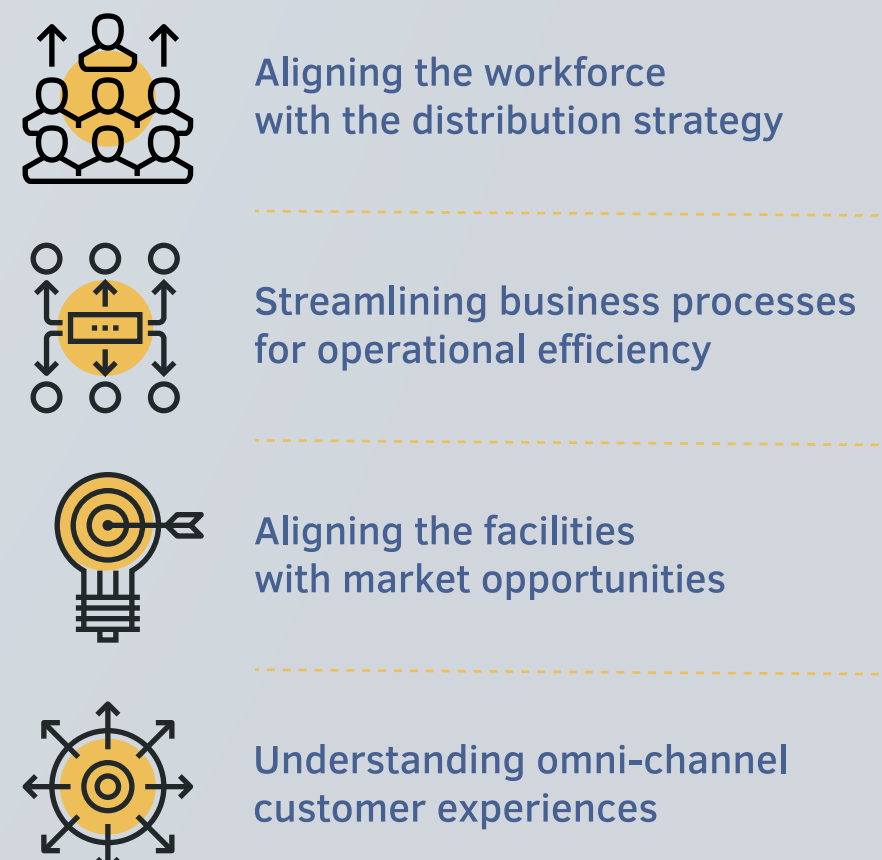 Aligning the workforce
with the distribution strategy
Streamlining business processes
for operational efficiency
Aligning the facilities
with market opportunities
Understanding omni-channel
customer experiences